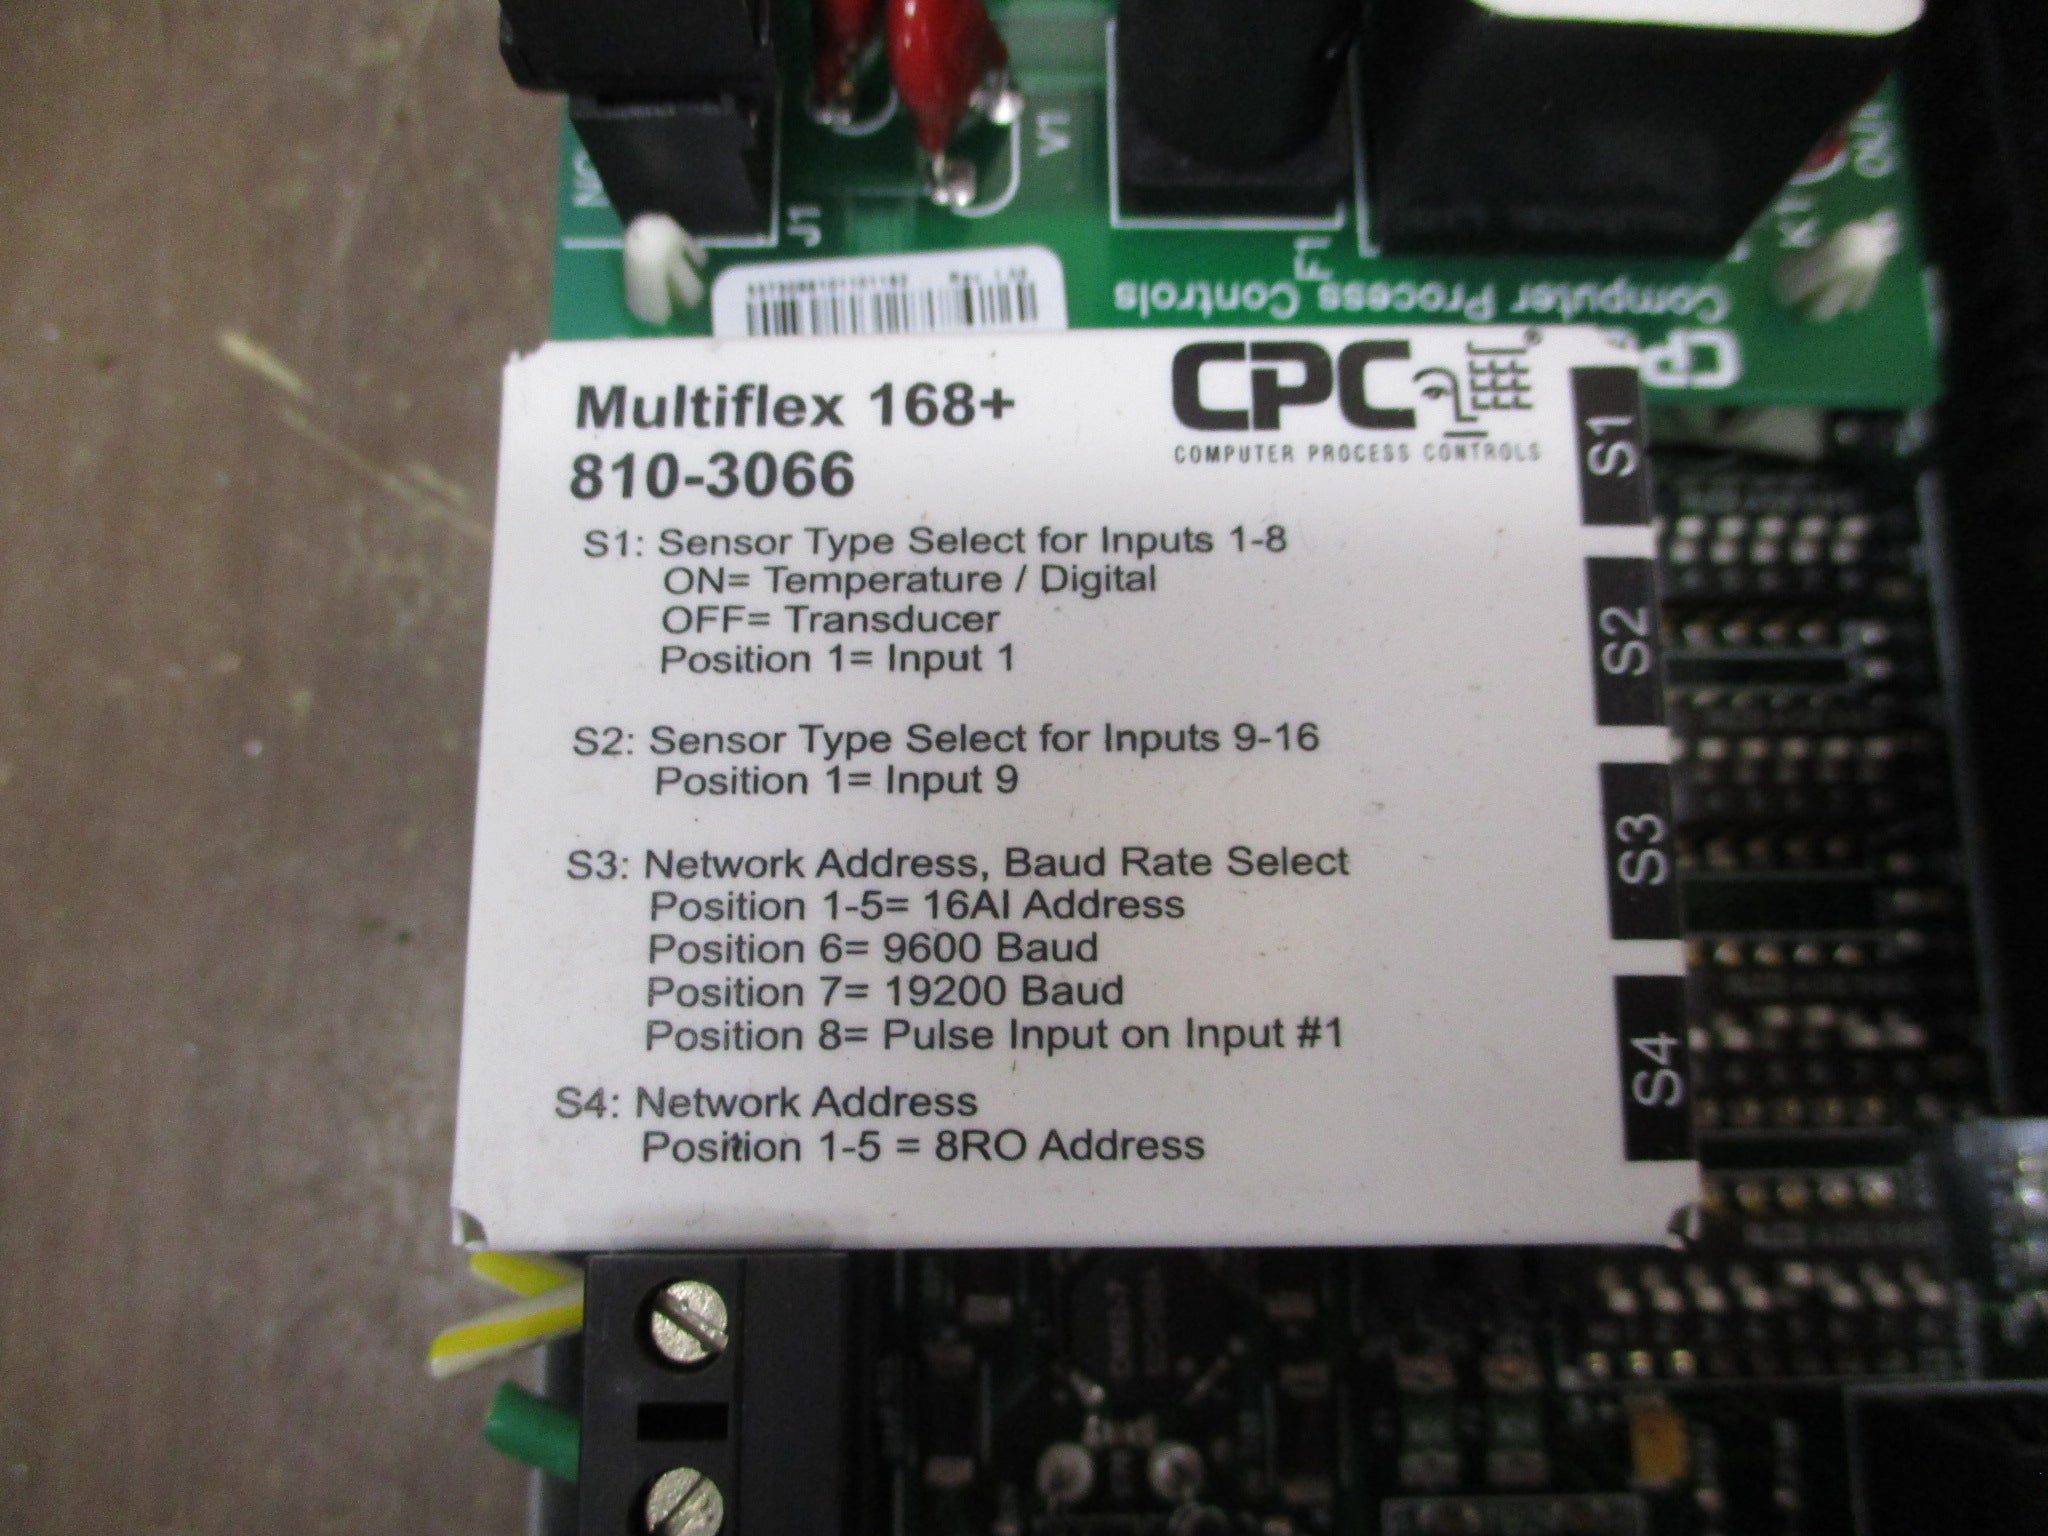 V1
J1
F1
Computer Process Controls
CP
Multiflex 168+
810-3066
CPC
®
COMPUTER PROCESS CONTROLS
S1: Sensor Type Select for Inputs 1-8
ON= Temperature / Digital
OFF= Transducer
Position 1= Input 1
S2: Sensor Type Select for Inputs 9-16
Position 1= Input 9
S3: Network Address, Baud Rate Select
Position 1-5= 16AI Address
Position 6= 9600 Baud
Position 7= 19200 Baud
Position 8= Pulse Input on Input #1
S4: Network Address
Position 1-5 = 8RO Address
S1
S2
S3
S4